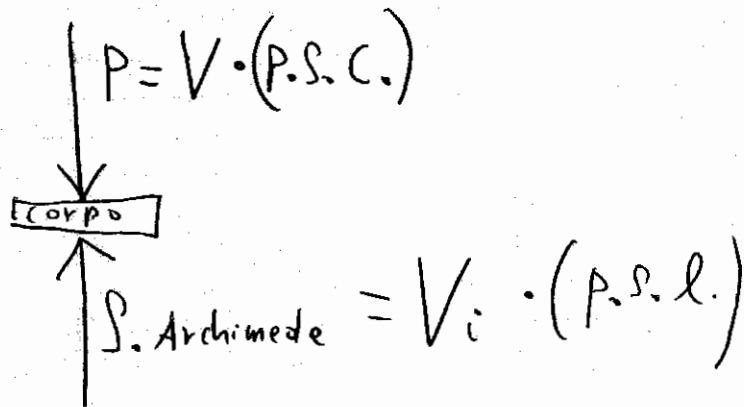 P = V · (p.s.c.)
corpo
S. Archimede = Vi · (p.s.l.)